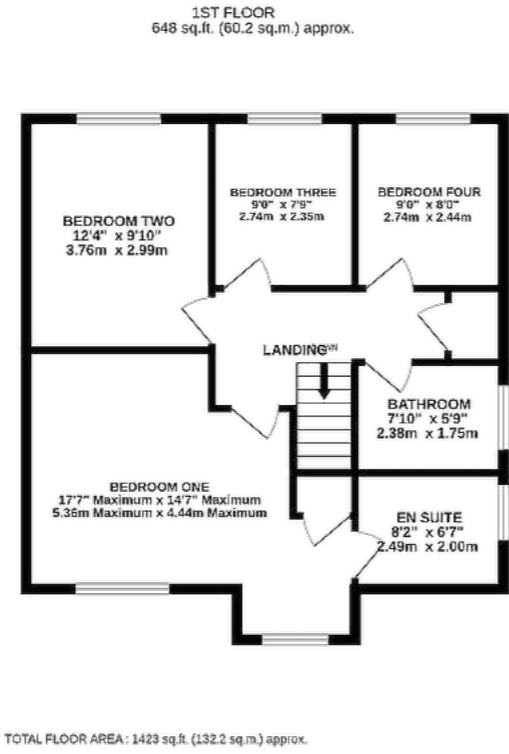 1ST FLOOR
648 sq.ft. (60.2 sq.m.) approx.
BEDROOM TWO
12'4" x 9'10"
3.76m x 2.99m
BEDROOM THREE
9'0" x 7'9"
2.74m x 2.35m
BEDROOM FOUR
9'0" x 8'0"
2.74m x 2.44m
LANDING
BATHROOM
7'10" x 5'9"
2.38m x 1.75m
BEDROOM ONE
17'7" Maximum x 14'7" Maximum
5.36m Maximum x 4.44m Maximum
EN SUITE
8'2" x 6'7"
2.49m x 2.00m
TOTAL FLOOR AREA : 1423 sq.ft. (132.2 sq.m.) approx.